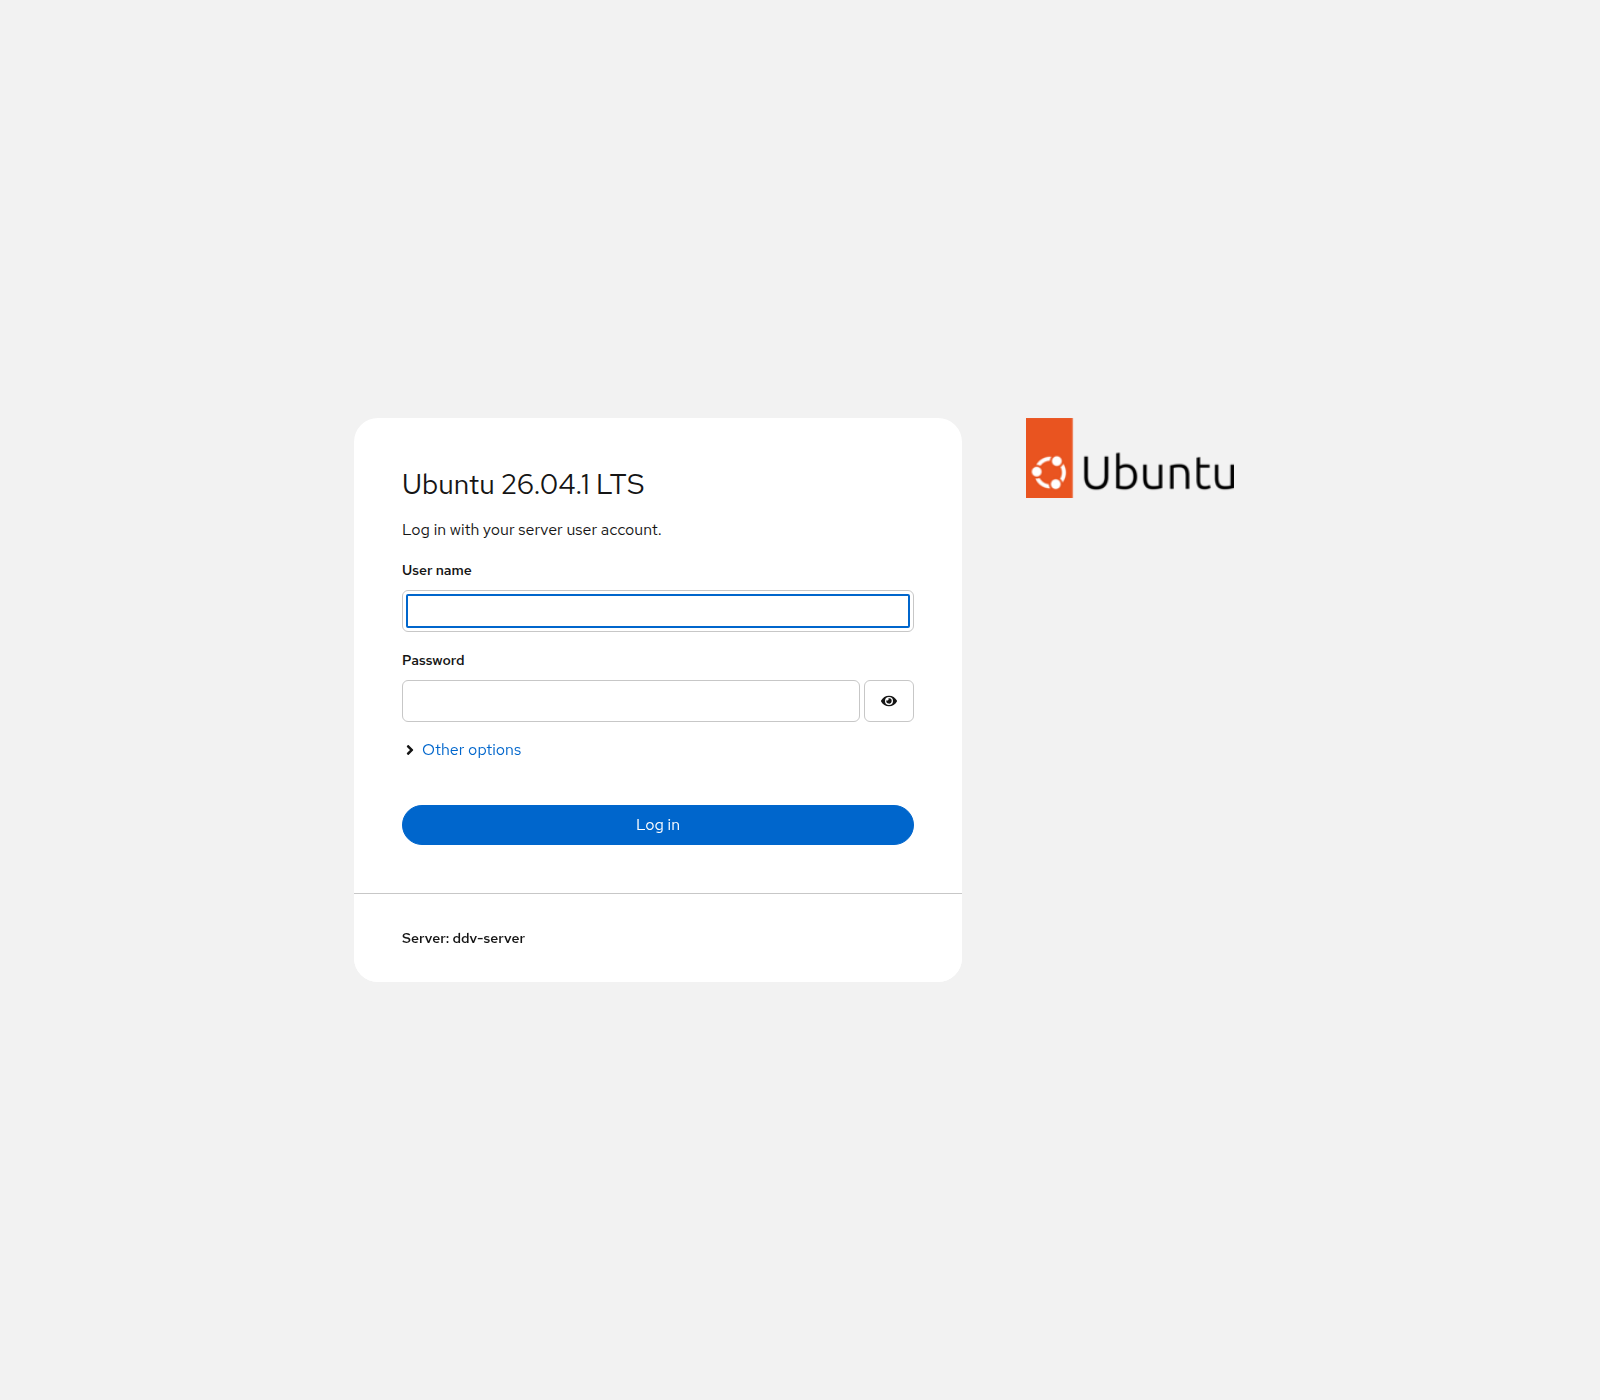 Ubuntu 26.04.1 LTS
Log in with your server user account.
User name
Password
Other options
Log in
Server: ddv-server
Ubuntu